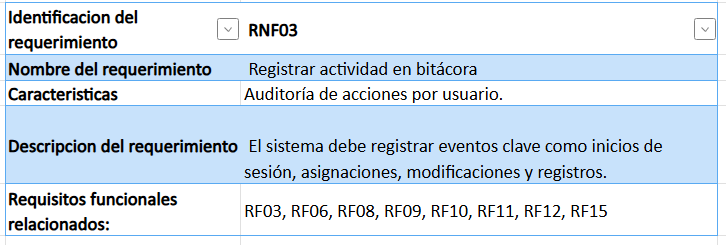 Identificacion del
requerimiento
RNF03
Nombre del requerimiento
Registrar actividad en bitácora
Caracteristicas
Auditoría de acciones por usuario.
Descripcion del requerimiento
El sistema debe registrar eventos clave como inicios de
sesión, asignaciones, modificaciones y registros.
Requisitos funcionales
relacionados:
RF03, RF06, RF08, RF09, RF10, RF11, RF12, RF15